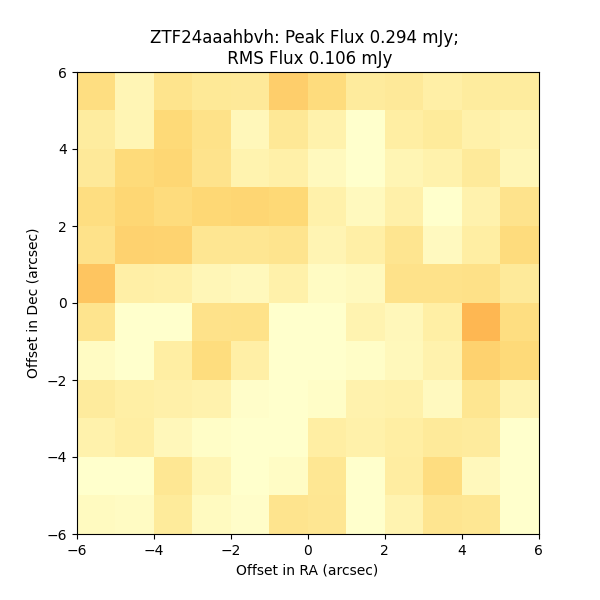 ZTF24aaahbvh: Peak Flux 0.294 mJy;
RMS Flux 0.106 mJy
6
4
2
0
−2
−4
−6
Offset in Dec (arcsec)
−6 −4 −2 0 2 4 6
Offset in RA (arcsec)